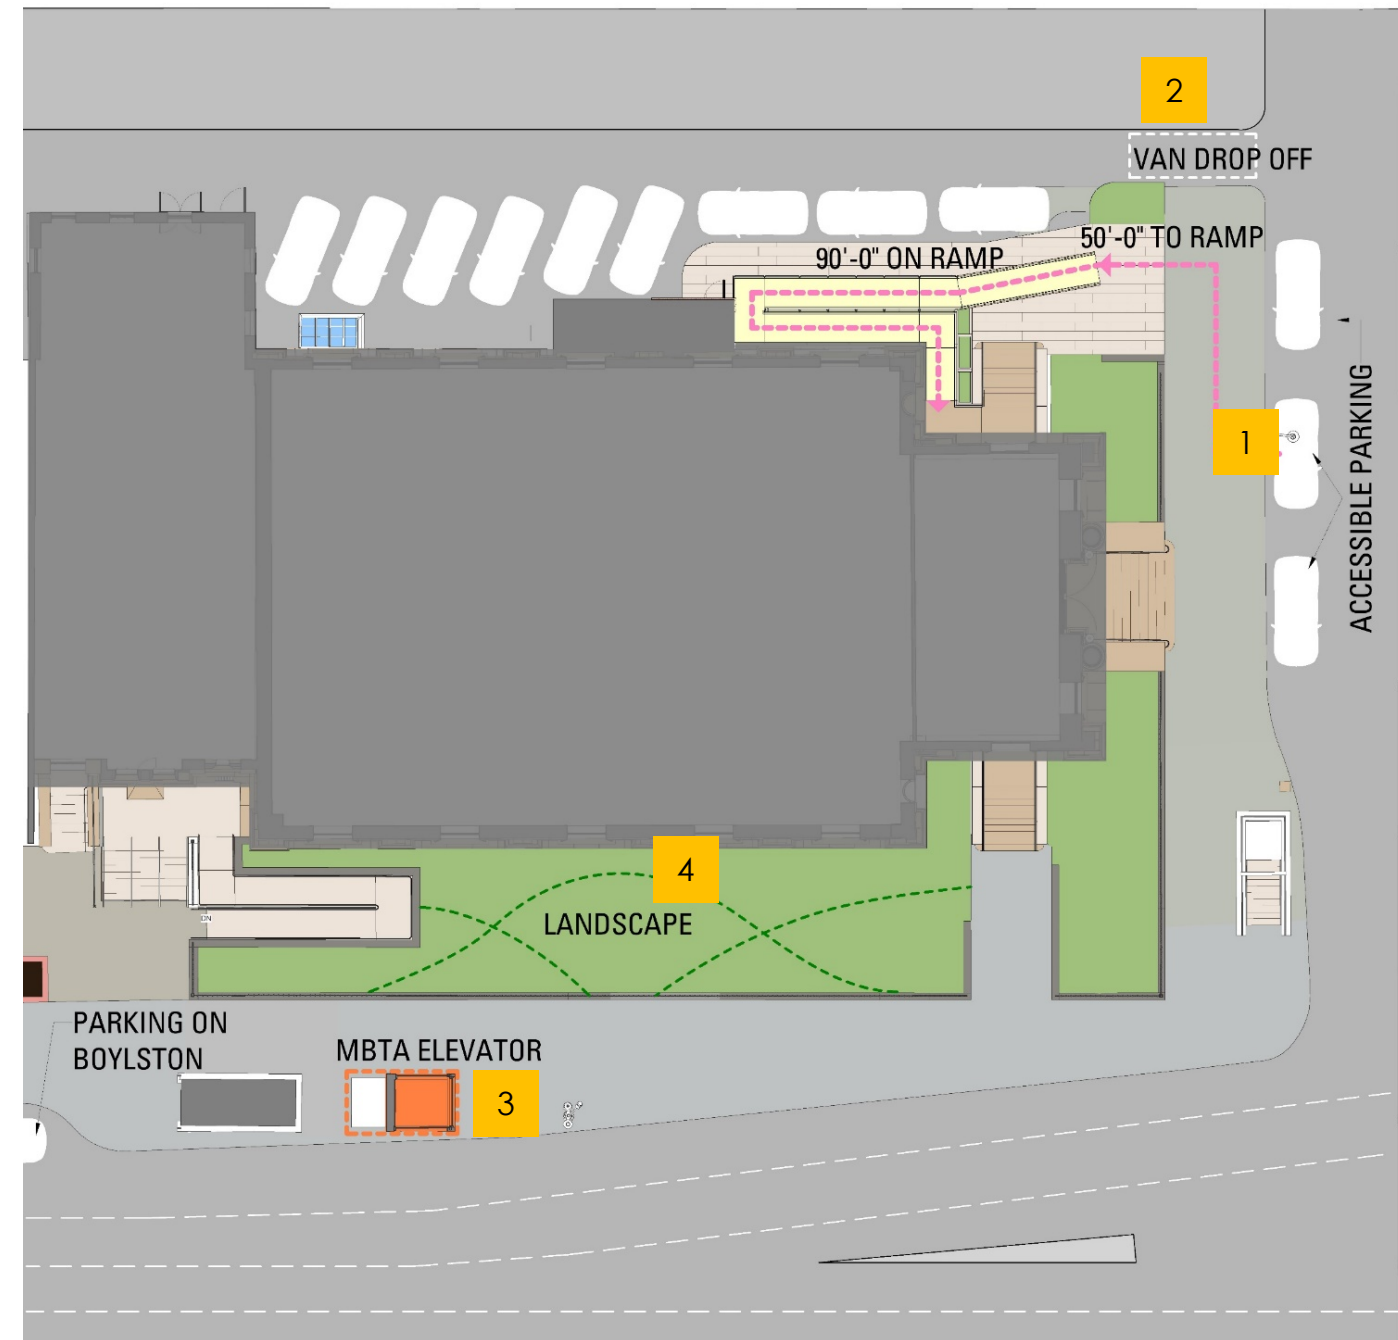 2
VAN DROP OFF
50'-0" TO RAMP
90'-0" ON RAMP
1
ACCESSIBLE PARKING
4
LANDSCAPE
DN
PARKING ON
BOYLSTON
MBTA ELEVATOR
3